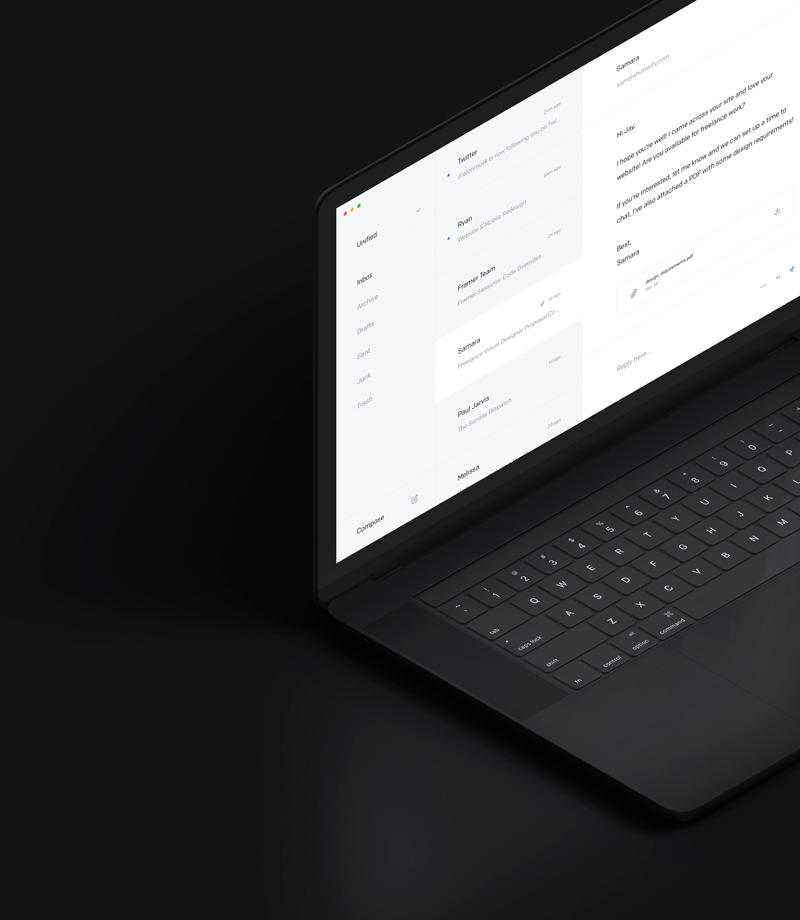 Unified
Inbox
Archive
Drafts
Sent
Junk
Trash
Compose
Twitter
@elonmusk is now following you on Twi...
Ryan
Website & Mobile Redesign
Framer Team
2h ago
Framer Sessions: Code Overrides
Samara
Freelance Visual Designer Proposal Co...
Paul Jarvis
The Sunday Dispatch
Melissa
2d ago
Samara
sam@shutterfly.com
Hi Jay,
I hope you're well! I came across your site and love your
website! Are you available for freelance work?
If you're interested, let me know and we can set up a time to
chat, I've also attached a PDF with some design requirements!
Best,
Samara
design_requirements.pdf
Reply here...
~ ! @ # $ % ^ & * ( ) _
` 1 2 3 4 5 6 7 8 9 0 -
tab Q W E R T Y U I O P
caps lock A S D F G H J K L
shift Z X C V B N M
fn control option command
alt ⌘